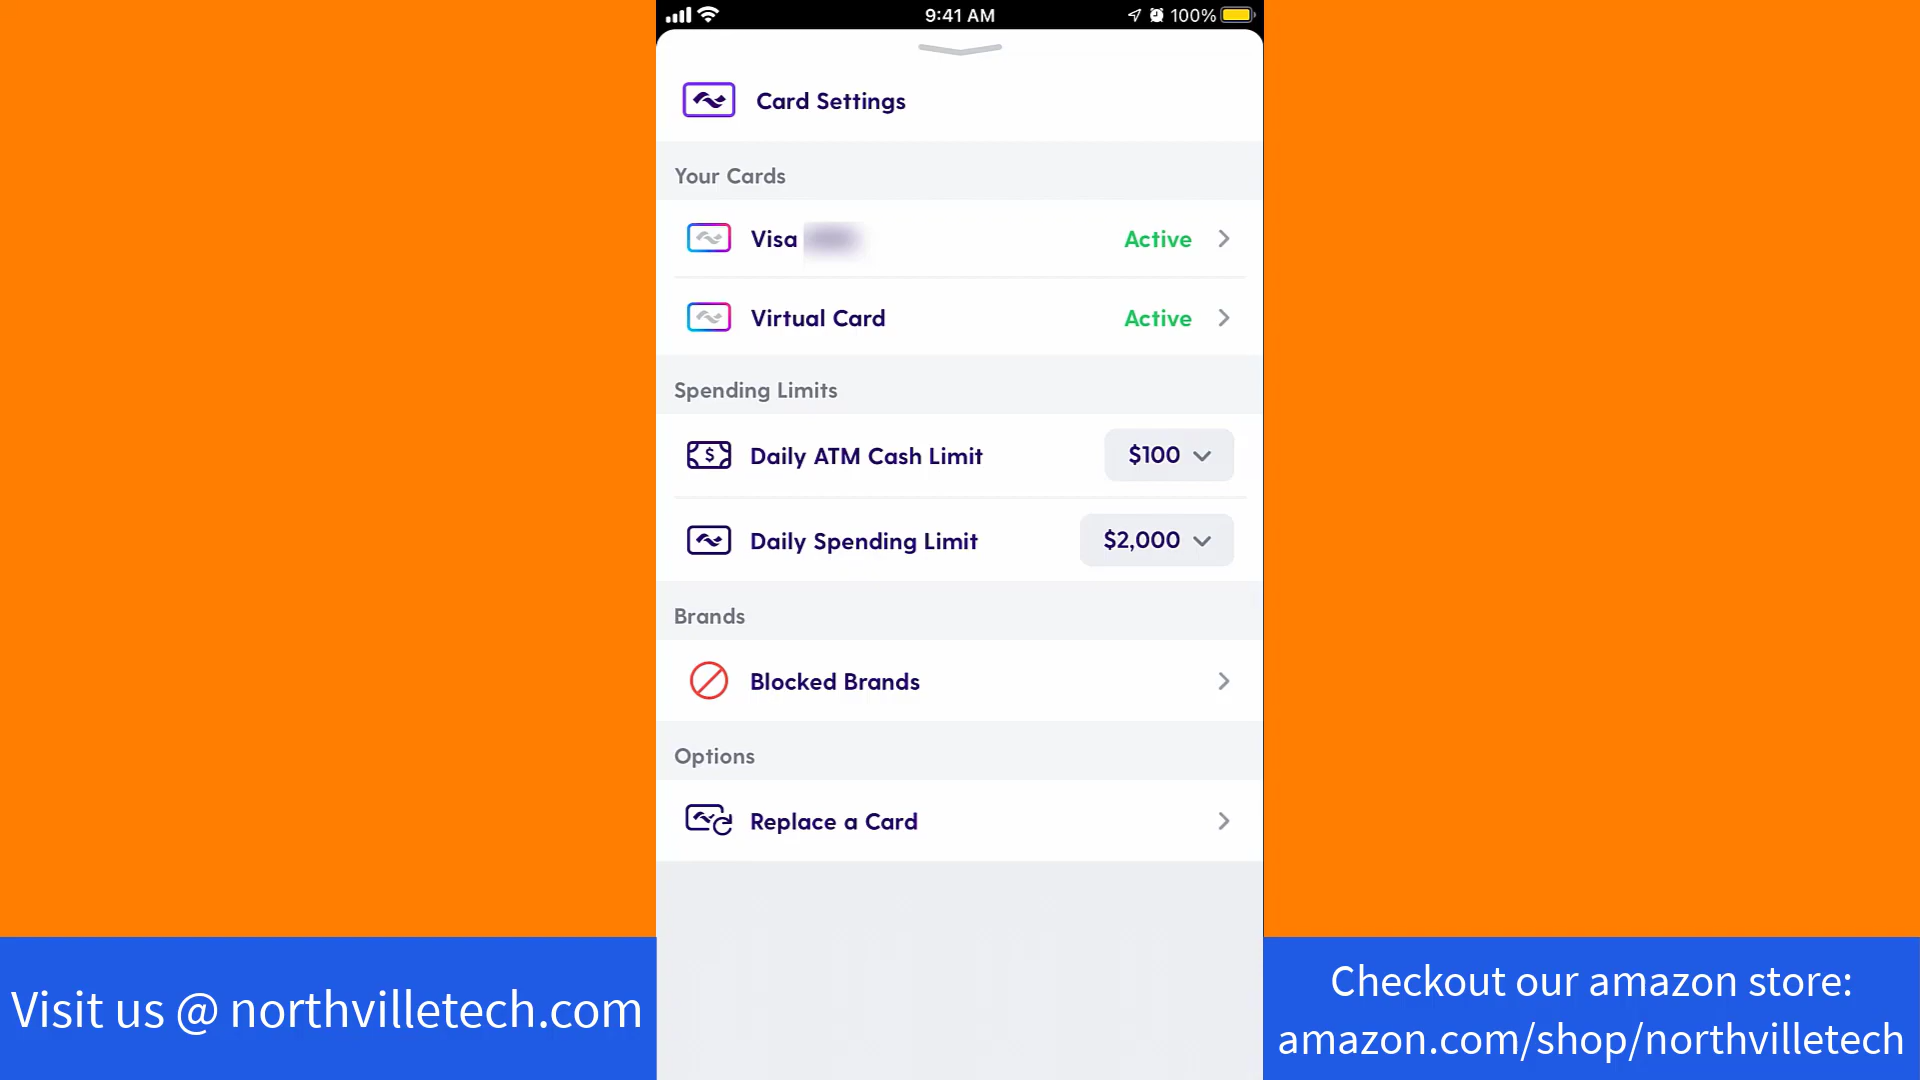 9:41 AM
100%
Card Settings
Your Cards
Visa
Active
Virtual Card
Active
Spending Limits
Daily ATM Cash Limit
$100
Daily Spending Limit
$2,000
Brands
Blocked Brands
Options
Replace a Card
Visit us @ northvilletech.com
Checkout our amazon store:
amazon.com/shop/northvilletech